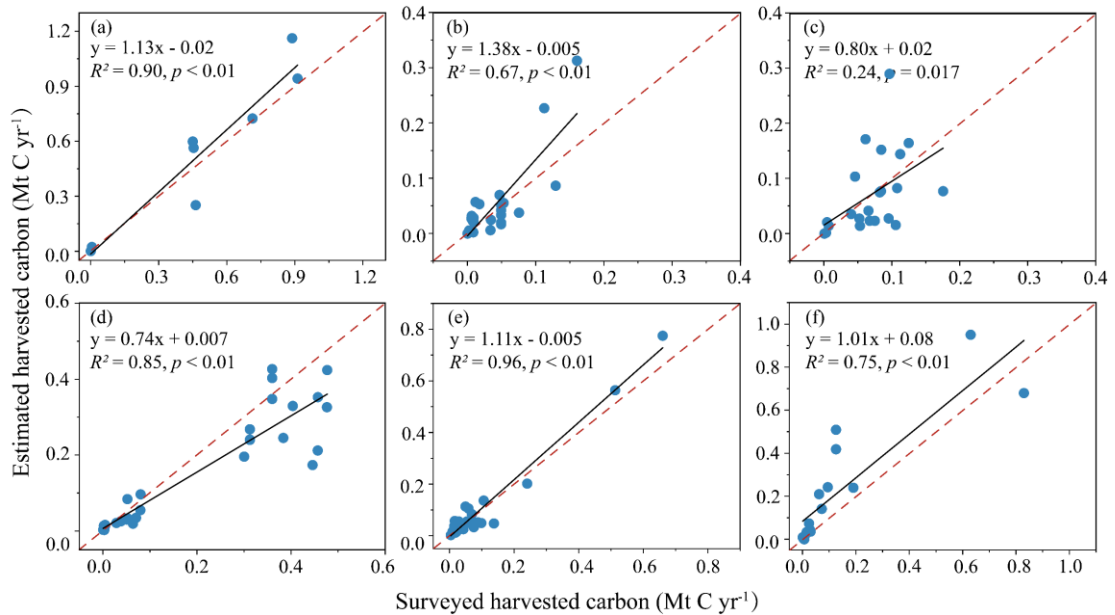 (a)
y = 1.13x - 0.02
R² = 0.90, p < 0.01
1.2
0.9
0.6
0.3
0.0
0.0 0.3 0.6 0.9 1.2
(b)
y = 1.38x - 0.005
R² = 0.67, p < 0.01
0.4
0.3
0.2
0.1
0.0
0.0 0.1 0.2 0.3 0.4
(c)
y = 0.80x + 0.02
R² = 0.24, p = 0.017
0.4
0.3
0.2
0.1
0.0
0.0 0.1 0.2 0.3 0.4
Estimated harvested carbon (Mt C yr⁻¹)
(d)
y = 0.74x + 0.007
R² = 0.85, p < 0.01
0.6
0.4
0.2
0.0
0.0 0.2 0.4 0.6
(e)
y = 1.11x - 0.005
R² = 0.96, p < 0.01
0.8
0.6
0.4
0.2
0.0
0.0 0.2 0.4 0.6 0.8
(f)
y = 1.01x + 0.08
R² = 0.75, p < 0.01
1.0
0.8
0.6
0.4
0.2
0.0
0.0 0.2 0.4 0.6 0.8 1.0
Surveyed harvested carbon (Mt C yr⁻¹)